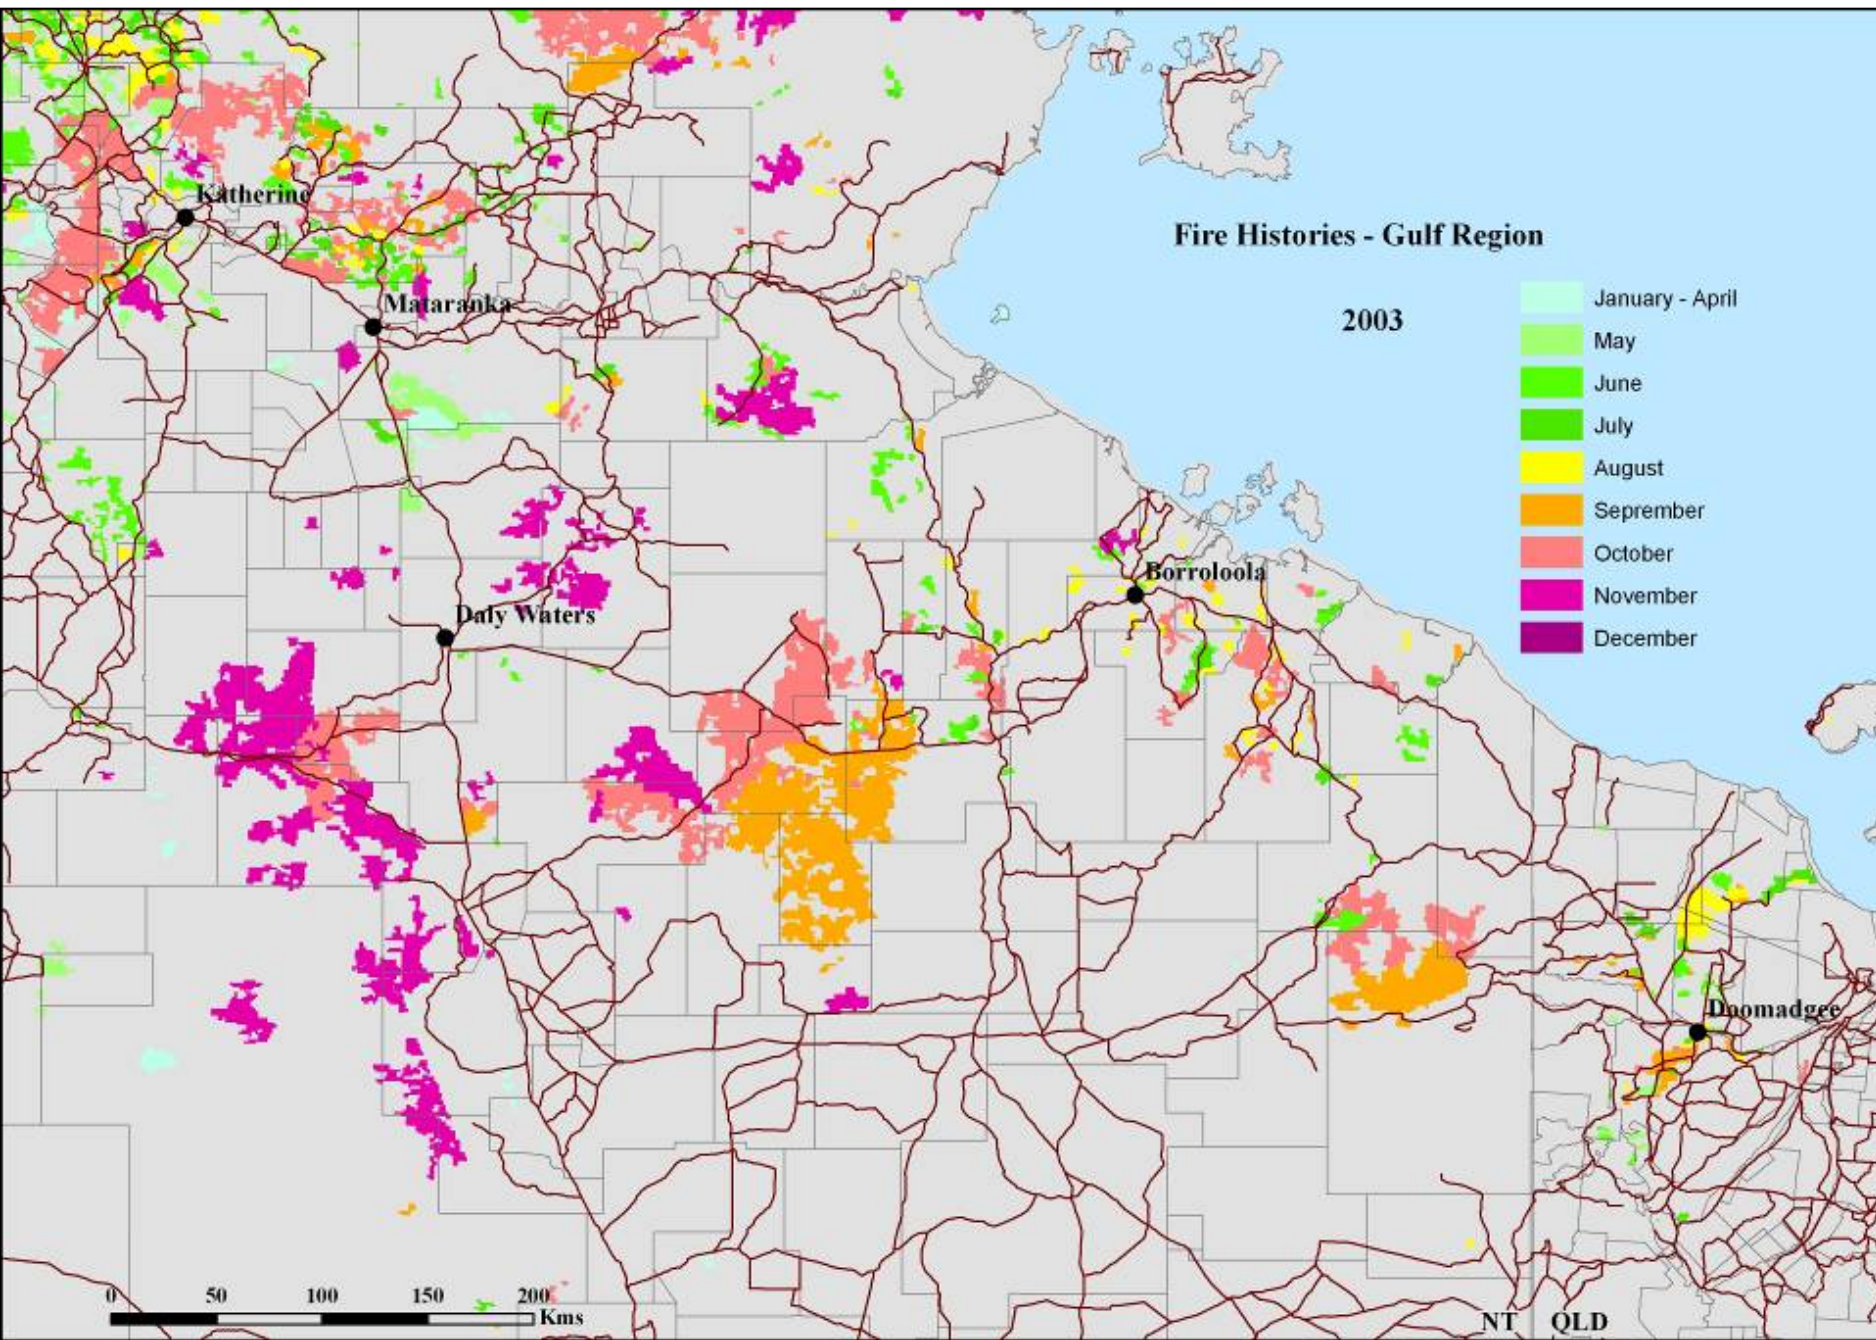 Katherine
Fire Histories - Gulf Region
Mataranka
2003
January - April
May
June
July
August
Seprember
October
November
December
Borroloola
Daly Waters
Doomadgee
0 50 100 150 200
Kms
NT QLD